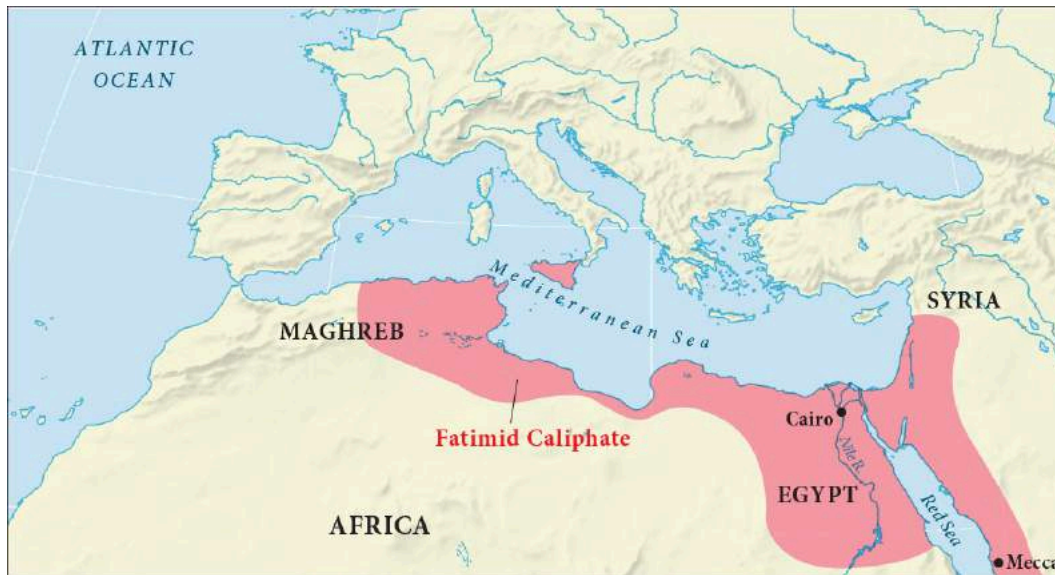 ATLANTIC
OCEAN
Mediterranean Sea
SYRIA
MAGHREB
Fatimid Caliphate
Cairo
Nile R.
EGYPT
AFRICA
Red Sea
Mecca